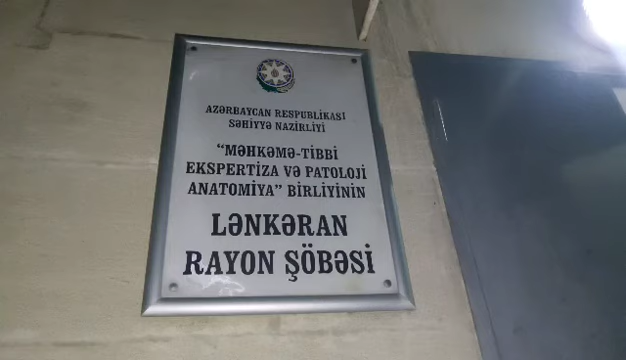 AZƏRBAYCAN RESPUBLİKASI
SƏHİYYƏ NAZİRLİYİ
“MƏHKƏMƏ-TİBBİ
EKSPERTİZA VƏ PATOLOJİ
ANATOMİYA” BİRLİYİNİN
LƏNKƏRAN
RAYON ŞÖBƏSİ